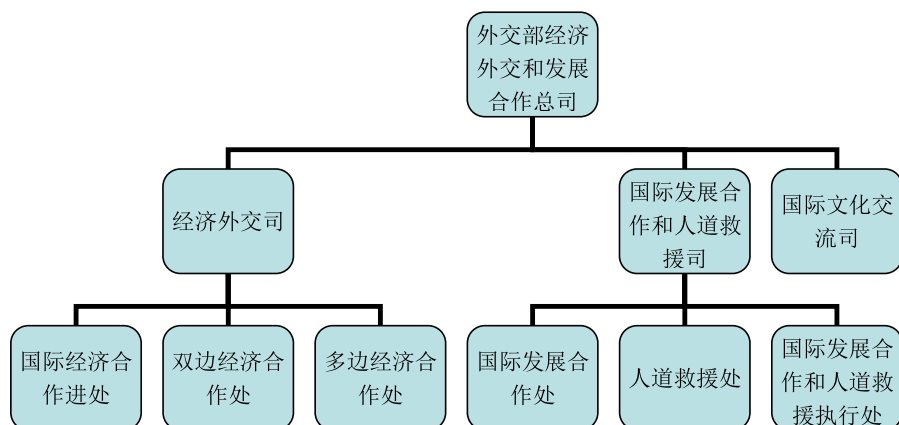 外交部经济
外交和发展
合作总司
经济外交司
国际发展合
作和人道救
援司
国际文化交
流司
国际经济合
作进处
双边经济合
作处
多边经济合
作处
国际发展合
作处
人道救援处
国际发展合
作和人道救
援执行处